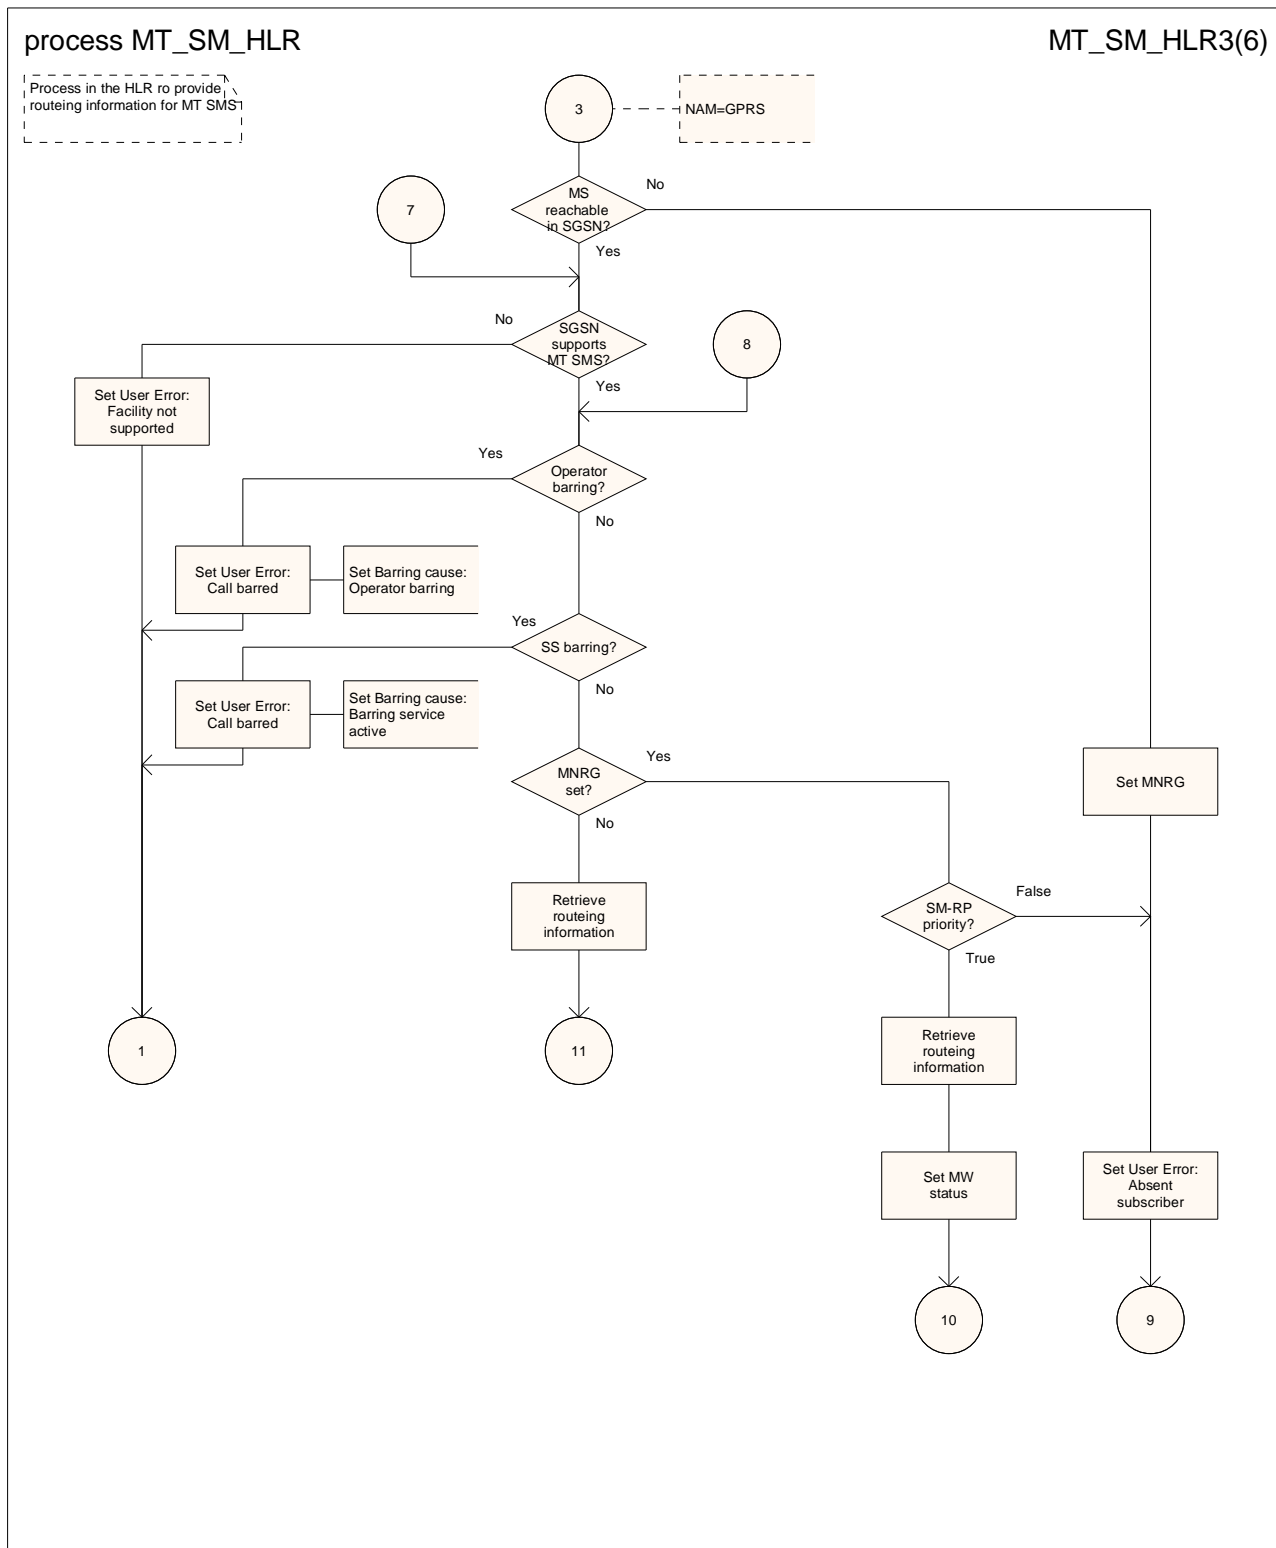 process MT_SM_HLR
MT_SM_HLR3(6)
Process in the HLR ro provide
routeing information for MT SMS
3
NAM=GPRS
MS
reachable
in SGSN?
No
Yes
7
SGSN
supports
MT SMS?
No
Yes
8
Set User Error:
Facility not
supported
Operator
barring?
Yes
No
Set User Error:
Call barred
Set Barring cause:
Operator barring
SS barring?
Yes
No
Set User Error:
Call barred
Set Barring cause:
Barring service
active
MNRG
set?
Yes
No
Set MNRG
Retrieve
routeing
information
SM-RP
priority?
False
True
1
11
Retrieve
routeing
information
Set MW
status
Set User Error:
Absent
subscriber
10
9